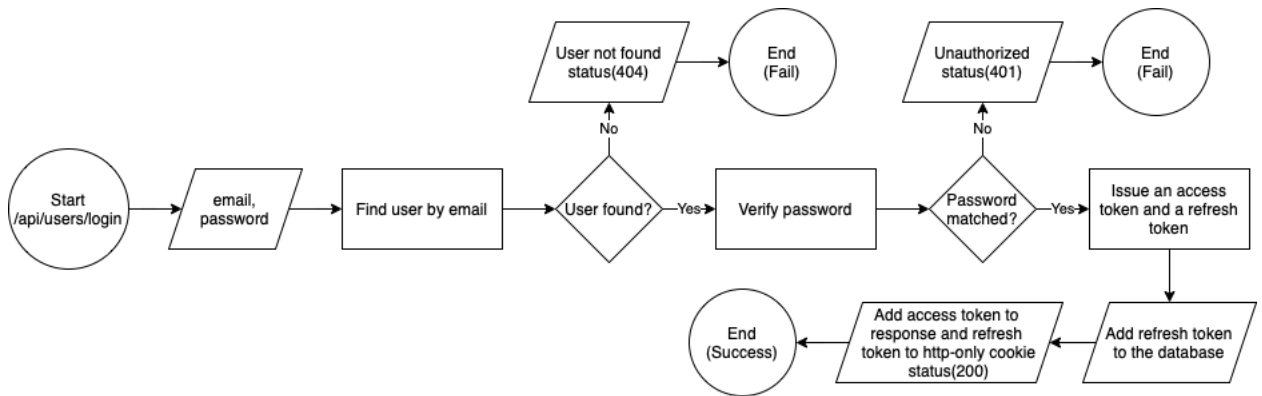 User not found
status(404)
End
(Fail)
Unauthorized
status(401)
End
(Fail)
No
No
Start
/api/users/login
email,
password
Find user by email
User found?
Yes
Verify password
Password
matched?
Yes
Issue an access
token and a refresh
token
End
(Success)
Add access token to
response and refresh
token to http-only cookie
status(200)
Add refresh token
to the database